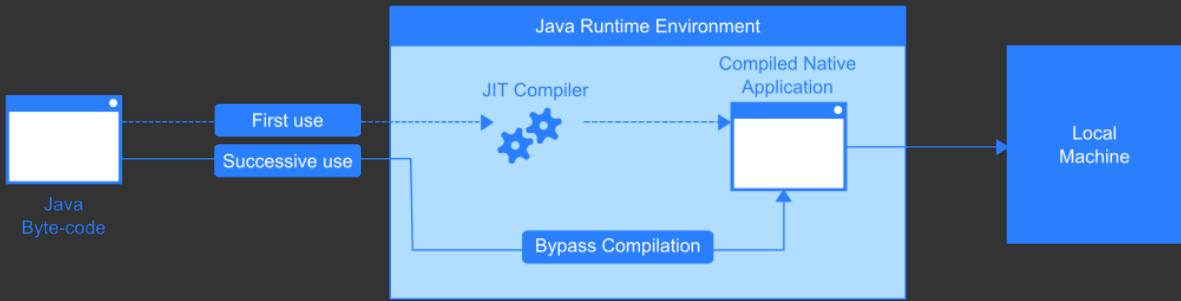 Java Runtime Environment
First use
Successive use
Java
Byte-code
JIT Compiler
Compiled Native
Application
Bypass Compilation
Local
Machine